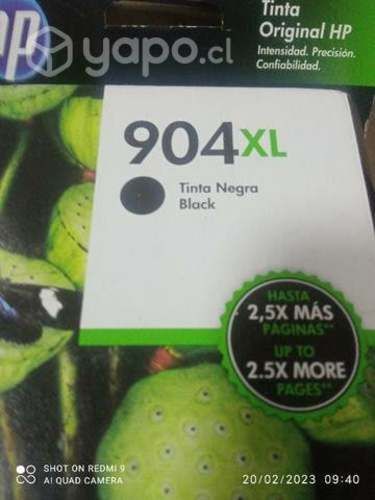 hp
yapo.cl
Tinta
Original HP
Intensidad. Precisión.
Confiabilidad.
904XL
Tinta Negra
Black
HASTA
2,5X MÁS
PÁGINAS**
UP TO
2.5X MORE
PAGES**
SHOT ON REDMI 9
AI QUAD CAMERA
20/02/2023 09:40